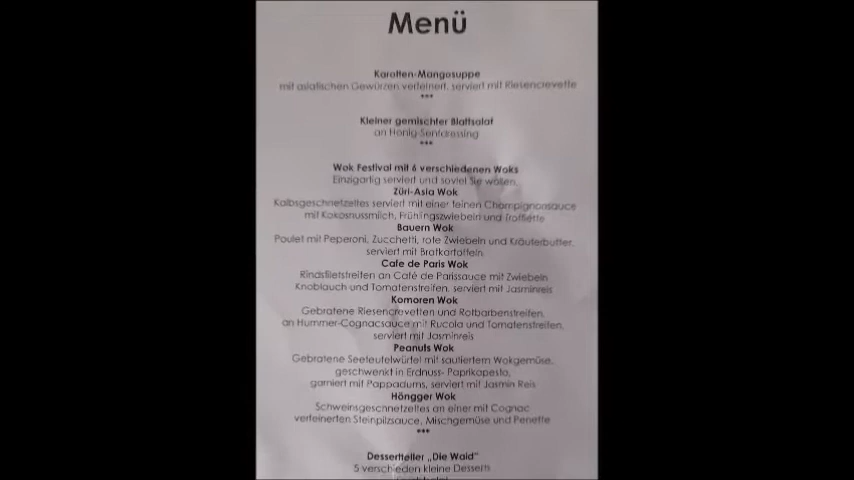 Menü
Karotten-Mangosuppe
mit asiatischen Gewürzen verfeinert, serviert mit Riesencrevette
***
Kleiner gemischter Blattsalat
an Honig Senfdressing
***
Wok Festival mit 6 verschiedenen Woks
Einzigartig serviert und soviel Sie wollen
Züri-Asia Wok
Kalbsgeschnetzeltes serviert mit einer feinen Champignonsauce
mit Kokosnussmilch, Frühlingszwiebeln und Trofilette
Bauern Wok
Poulet mit Peperoni, Zucchetti, rote Zwiebeln und Kräuterbutter,
serviert mit Bratkartoffeln
Cafe de Paris Wok
Rindsfiletstreifen an Café de Parissauce mit Zwiebeln
Knoblauch und Tomatenstreifen, serviert mit Jasminreis
Komoren Wok
Gebratene Riesencrevetten und Rotbarbenstreifen,
an Hummer-Cognacsauce mit Rucola und Tomatenstreifen,
serviert mit Jasminreis
Peanuts Wok
Gebratene Seeteufelwürfel mit sautiertem Wokgemüse,
geschwenkt in Erdnuss- Paprikapesto,
garniert mit Pappadums, serviert mit Jasmin Reis
Höngger Wok
Schweinsgeschnetzeltes an einer mit Cognac
verfeinerten Steinpilzsauce, Mischgemüse und Penette
***
Dessertteller „Die Waid"
5 verschieden kleine Desserts